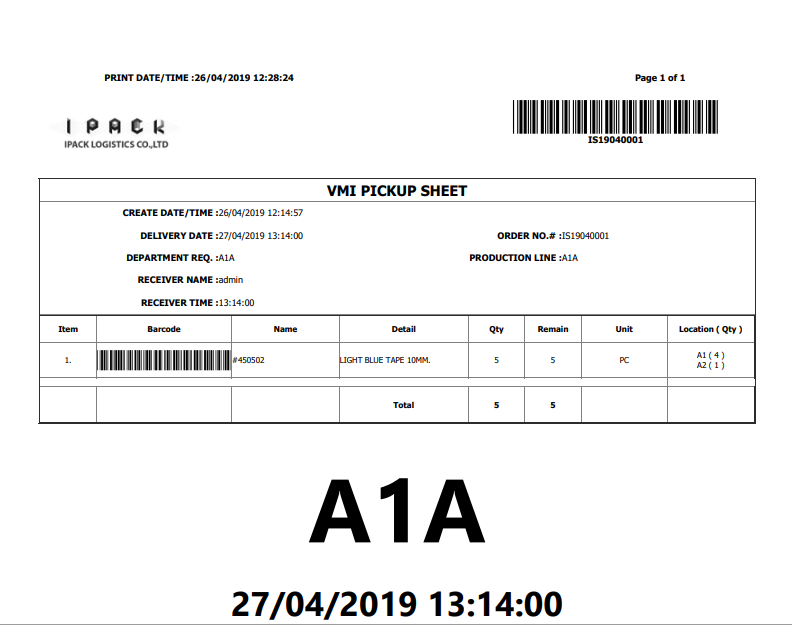 PRINT DATE/TIME :26/04/2019 12:28:24 Page 1 of 1
IPACK
IPACK LOGISTICS CO.,LTD
IS19040001
VMI PICKUP SHEET
CREATE DATE/TIME :26/04/2019 12:14:57
DELIVERY DATE :27/04/2019 13:14:00 ORDER NO.# :IS19040001
DEPARTMENT REQ. :A1A PRODUCTION LINE :A1A
RECEIVER NAME :admin
RECEIVER TIME :13:14:00
Item Barcode Name Detail Qty Remain Unit Location ( Qty )
1. #450502 LIGHT BLUE TAPE 10MM. 5 5 PC A1 ( 4 )
A2 ( 1 )
Total 5 5
A1A
27/04/2019 13:14:00